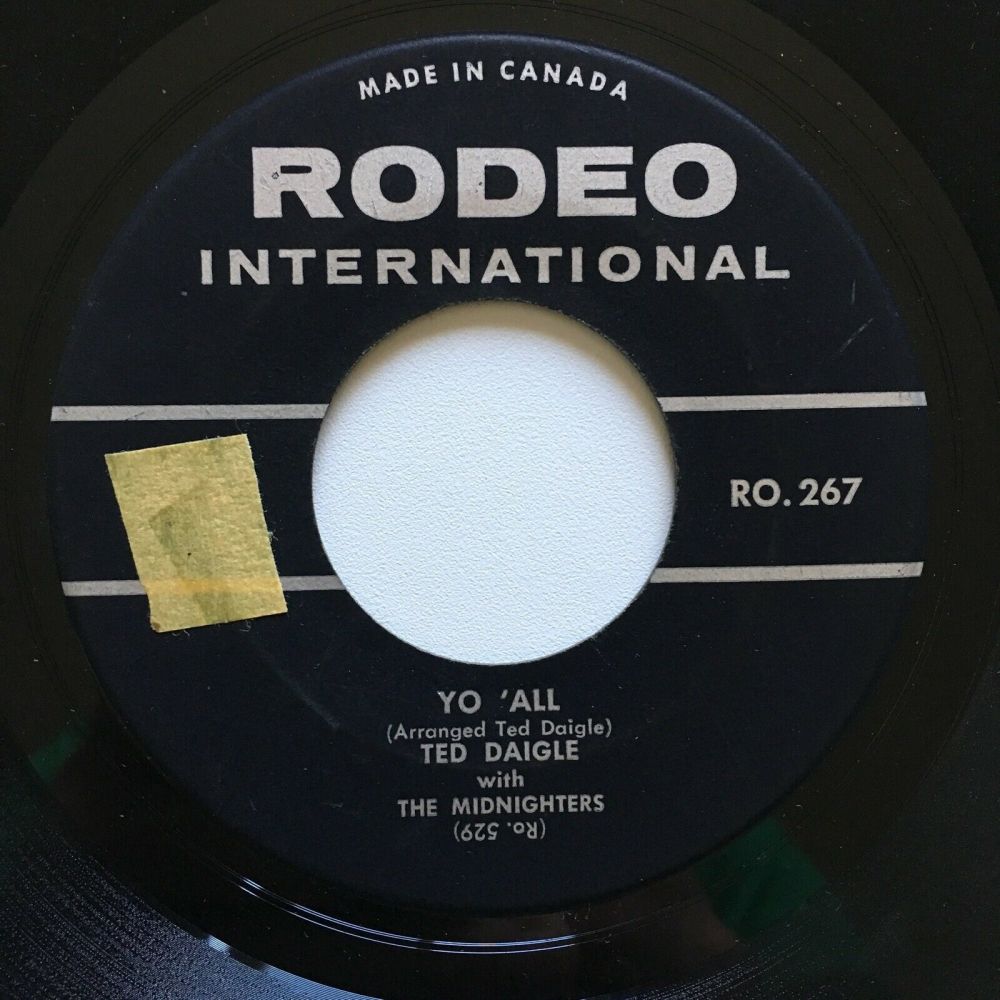 MADE IN CANADA
RODEO
INTERNATIONAL
RO. 267
YO 'ALL
(Arranged Ted Daigle)
TED DAIGLE
with
THE MIDNIGHTERS
(Ro. 529)